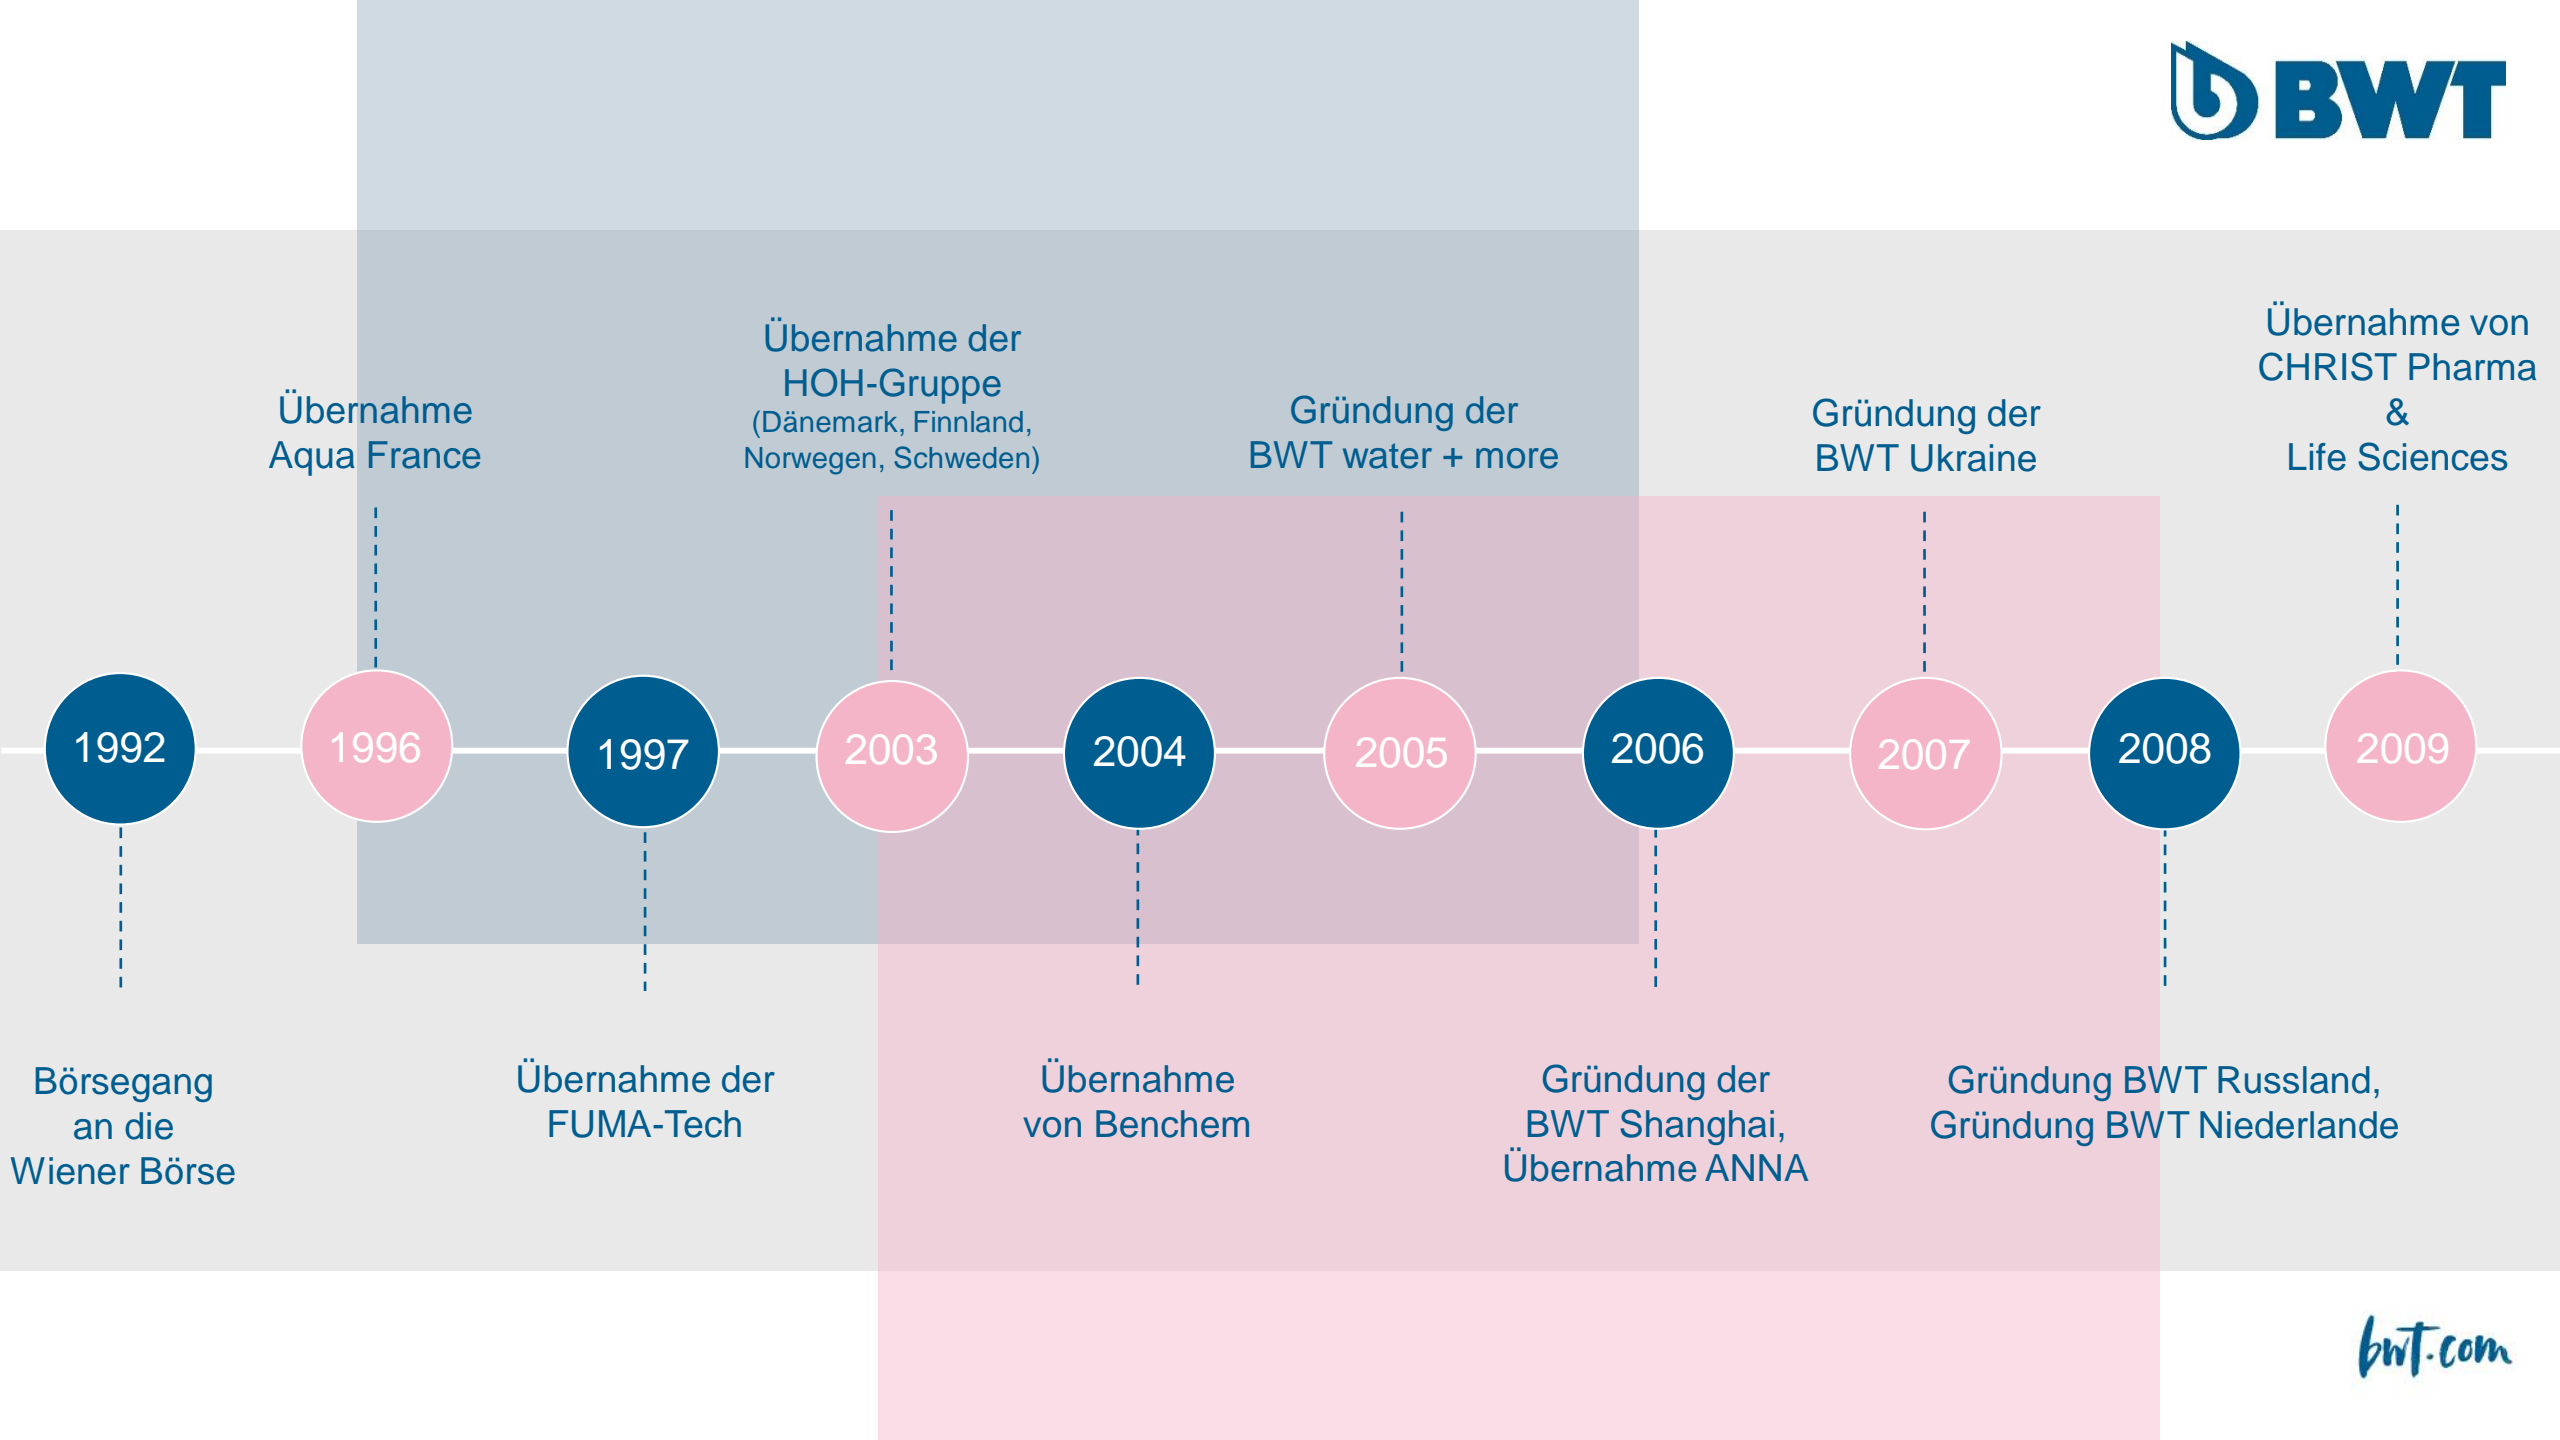 BWT
Übernahme
Aqua France
Übernahme der
HOH-Gruppe
(Dänemark, Finnland,
Norwegen, Schweden)
Gründung der
BWT water + more
Gründung der
BWT Ukraine
Übernahme von
CHRIST Pharma
&
Life Sciences
1992
1996
1997
2003
2004
2005
2006
2007
2008
2009
Börsegang
an die
Wiener Börse
Übernahme der
FUMA-Tech
Übernahme
von Benchem
Gründung der
BWT Shanghai,
Übernahme ANNA
Gründung BWT Russland,
Gründung BWT Niederlande
bwt.com